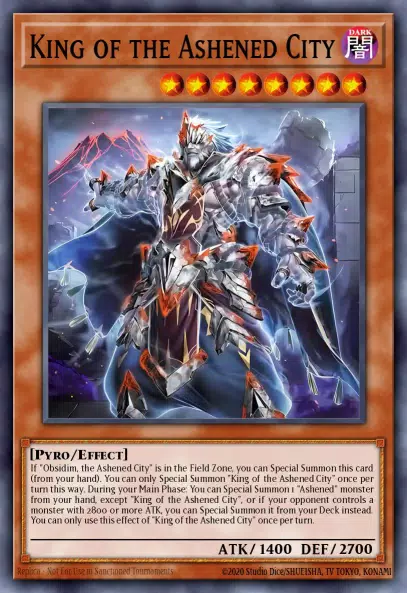 King of the Ashened City
DARK
闇
[Pyro/Effect]
If "Obsidim, the Ashened City" is in the Field Zone, you can Special Summon this card
(from your hand). You can only Special Summon "King of the Ashened City" once per
turn this way. During your Main Phase: You can Special Summon 1 "Ashened" monster
from your hand, except "King of the Ashened City", or if your opponent controls a
monster with 2800 or more ATK, you can Special Summon it from your Deck instead.
You can only use this effect of "King of the Ashened City" once per turn.
ATK/1400 DEF/2700
Replica - Not For Use in Sanctioned Tournaments
©2020 Studio Dice/SHUEISHA, TV TOKYO, KONAMI